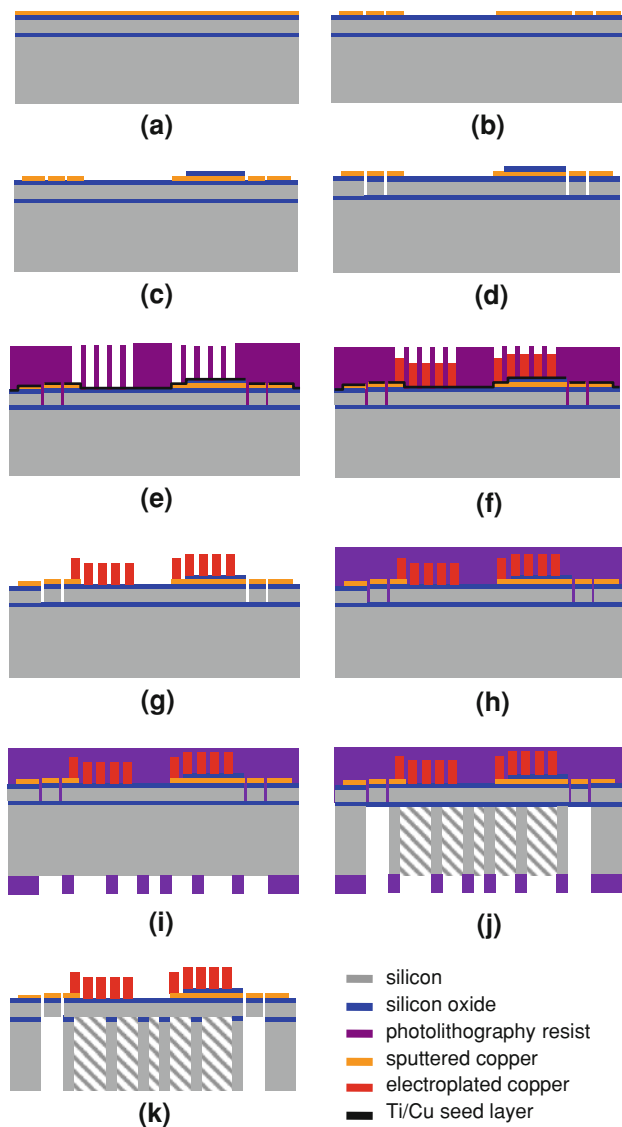 (a)
(b)
(c)
(d)
(e)
(f)
(g)
(h)
(i)
(j)
(k)
silicon
silicon oxide
photolithography resist
sputtered copper
electroplated copper
Ti/Cu seed layer